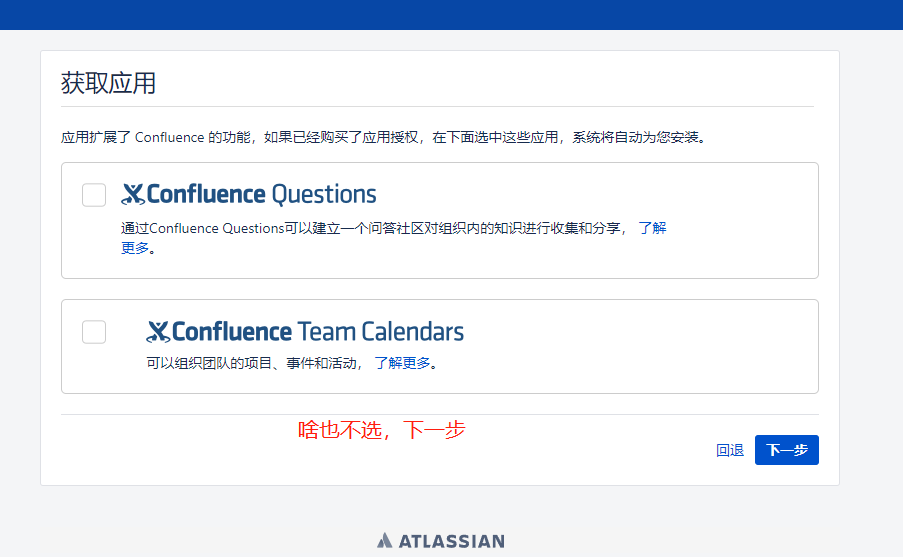 获取应用
应用扩展了 Confluence 的功能，如果已经购买了应用授权，在下面选中这些应用，系统将自动为您安装。
Confluence Questions
通过Confluence Questions可以建立一个问答社区对组织内的知识进行收集和分享， 了解
更多。
Confluence Team Calendars
可以组织团队的项目、事件和活动， 了解更多。
啥也不选，下一步
回退 下一步
ATLASSIAN